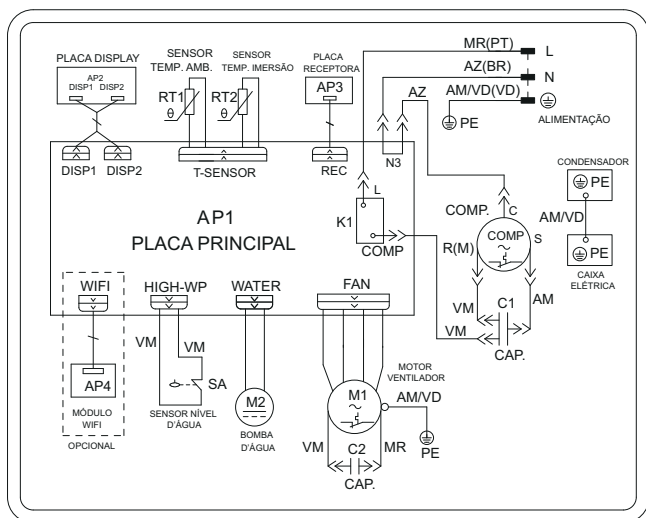 PLACA DISPLAY
AP2
DISP1 DISP2
DISP1
DISP2
SENSOR
TEMP. AMB.
RT1
θ
SENSOR
TEMP. IMERSÃO
RT2
θ
T-SENSOR
PLACA
RECEPTORA
AP3
REC
MR(PT)
L
AZ(BR)
N
AM/VD(VD)
PE
ALIMENTAÇÃO
AZ
N3
AP1
PLACA PRINCIPAL
L
K1
COMP
COMP.
C
COMP
S
R(M)
VM
AM
C1
VM
CAP.
CONDENSADOR
PE
AM/VD
PE
CAIXA
ELÉTRICA
WIFI
AP4
MÓDULO
WIFI
OPCIONAL
HIGH-WP
VM
VM
SA
SENSOR NÍVEL
D'ÁGUA
WATER
M2
BOMBA
D'ÁGUA
FAN
MOTOR
VENTILADOR
M1
AM/VD
PE
VM
C2
MR
CAP.